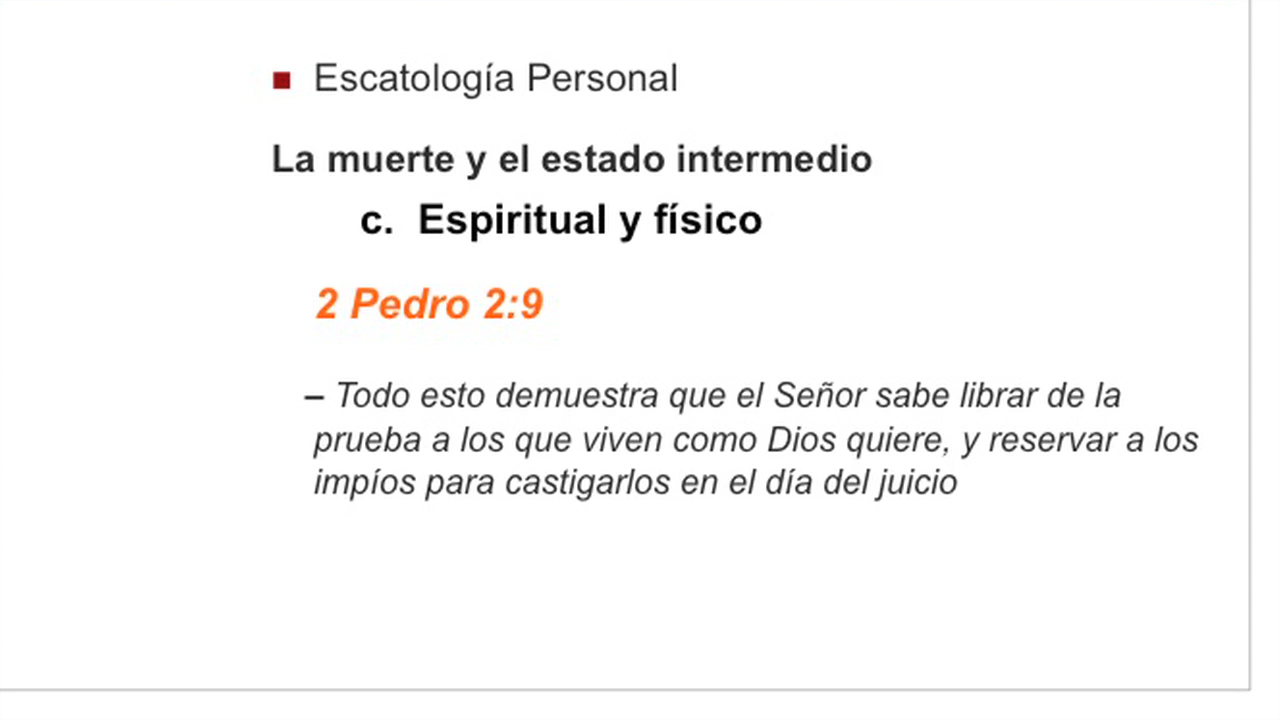 Escatología Personal
La muerte y el estado intermedio
c. Espiritual y físico
2 Pedro 2:9
– Todo esto demuestra que el Señor sabe librar de la
prueba a los que viven como Dios quiere, y reservar a los
impíos para castigarlos en el día del juicio